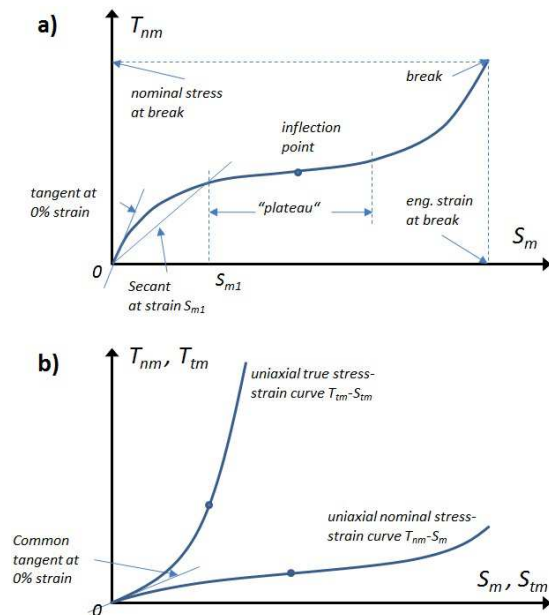 a)
T_nm
nominal stress
at break
break
inflection
point
tangent at
0% strain
"plateau"
eng. strain
at break
S_m
0
S_m1
Secant
at strain S_m1
b)
T_nm, T_tm
uniaxial true stress-
strain curve T_tm-S_tm
uniaxial nominal stress-
strain curve T_nm-S_m
Common
tangent at
0% strain
0
S_m, S_tm